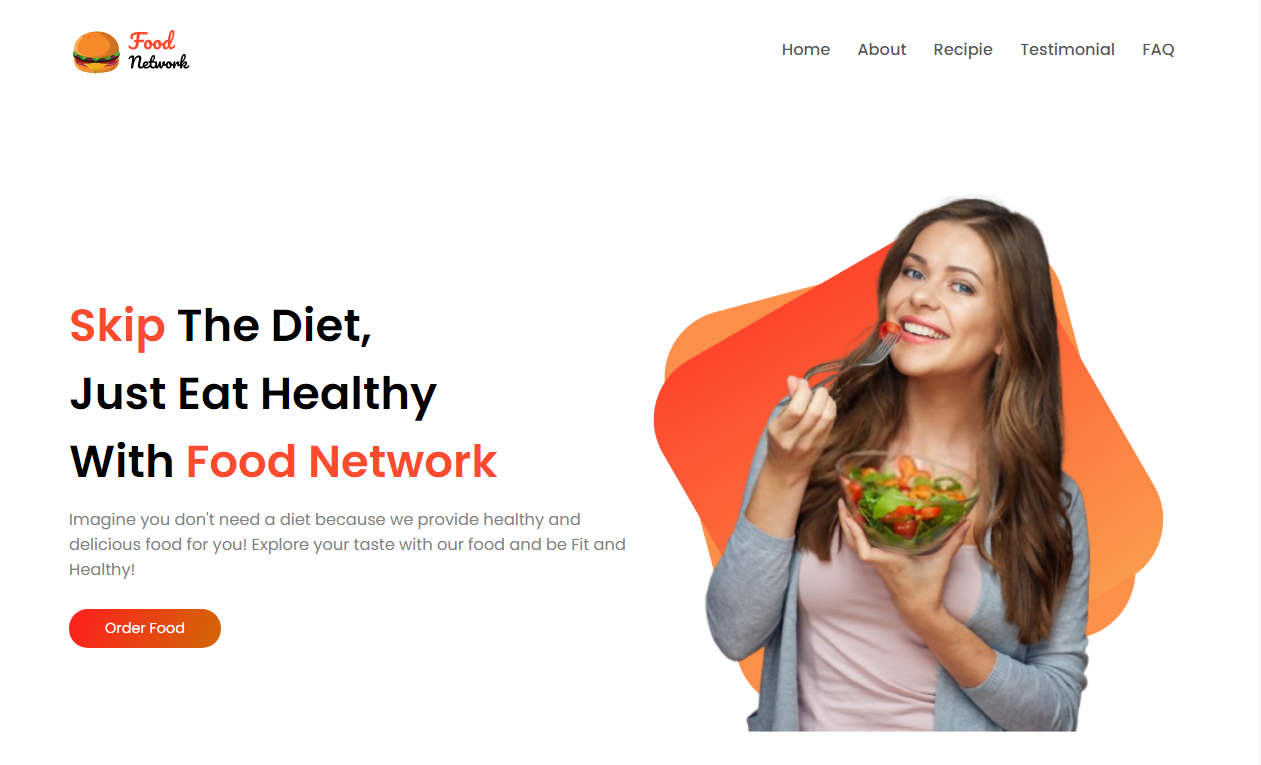 Food
Network
Home About Recipie Testimonial FAQ
Skip The Diet,
Just Eat Healthy
With Food Network
Imagine you don't need a diet because we provide healthy and
delicious food for you! Explore your taste with our food and be Fit and
Healthy!
Order Food